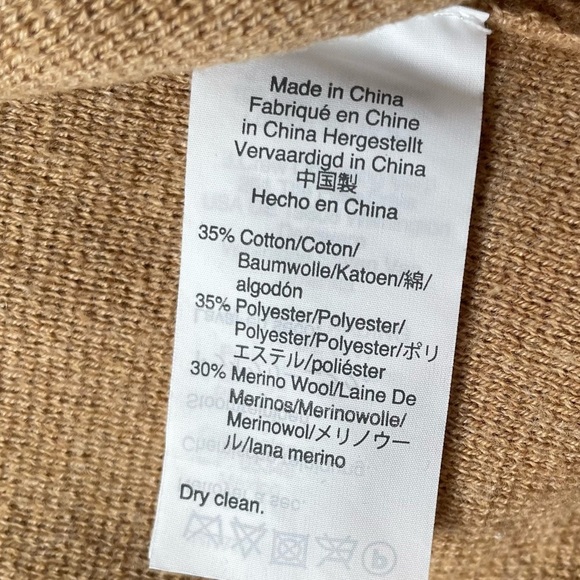 Made in China
Fabriqué en Chine
in China Hergestellt
Vervaardigd in China
中国製
Hecho en China
35% Cotton/Coton/
Baumwolle/Katoen/綿/
algodón
35% Polyester/Polyester/
Polyester/Polyester/ポリ
エステル/poliéster
30% Merino Wool/Laine De
Merinos/Merinowolle/
Merinowol/メリノウー
ル/lana merino
Dry clean.